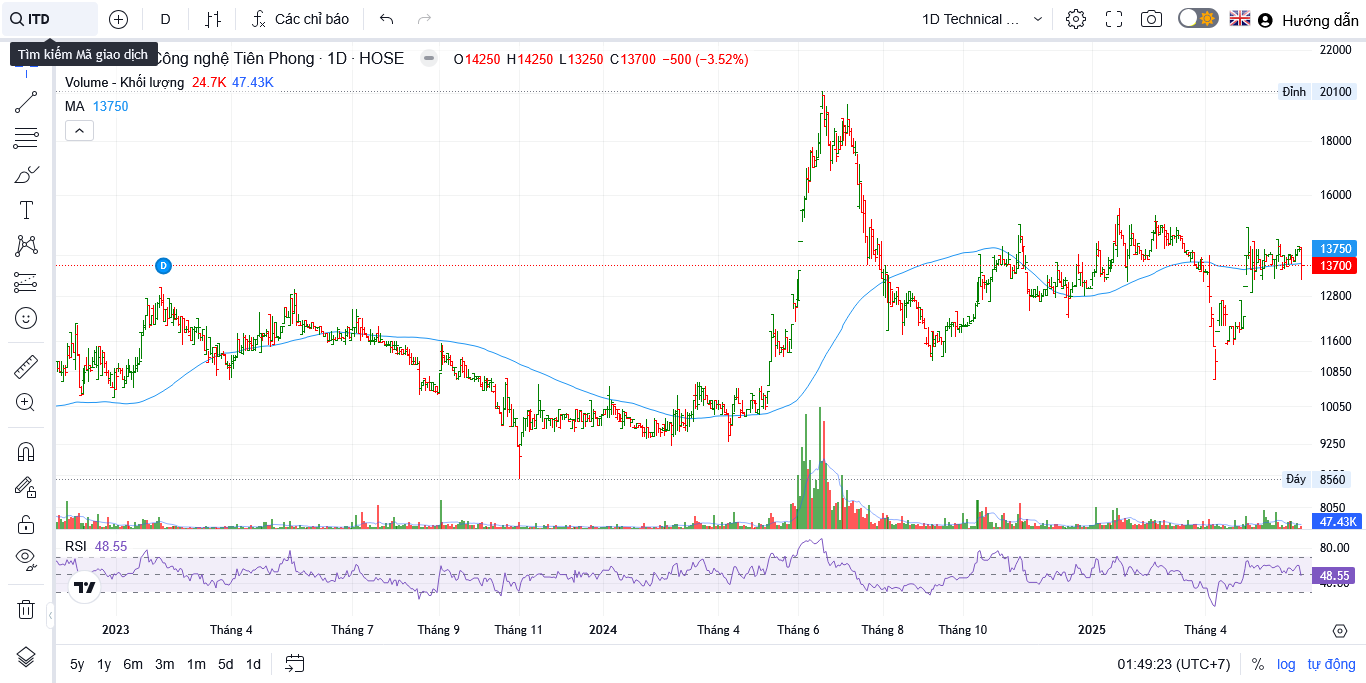 ITD
D
Các chỉ báo
1D Technical ...
Hướng dẫn
Tìm kiếm Mã giao dịch
Công nghệ Tiên Phong · 1D · HOSE
O14250 H14250 L13250 C13700 −500 (−3.52%)
Volume - Khối lượng 24.7K 47.43K
MA 13750
22000
Đỉnh 20100
18000
16000
13750
13700
12800
11600
10850
10050
9250
Đáy 8560
8050
47.43K
D
RSI 48.55
80.00
48.55
2023 Tháng 4 Tháng 7 Tháng 9 Tháng 11 2024 Tháng 4 Tháng 6 Tháng 8 Tháng 10 2025 Tháng 4
5y 1y 6m 3m 1m 5d 1d
01:49:23 (UTC+7) % log tự động